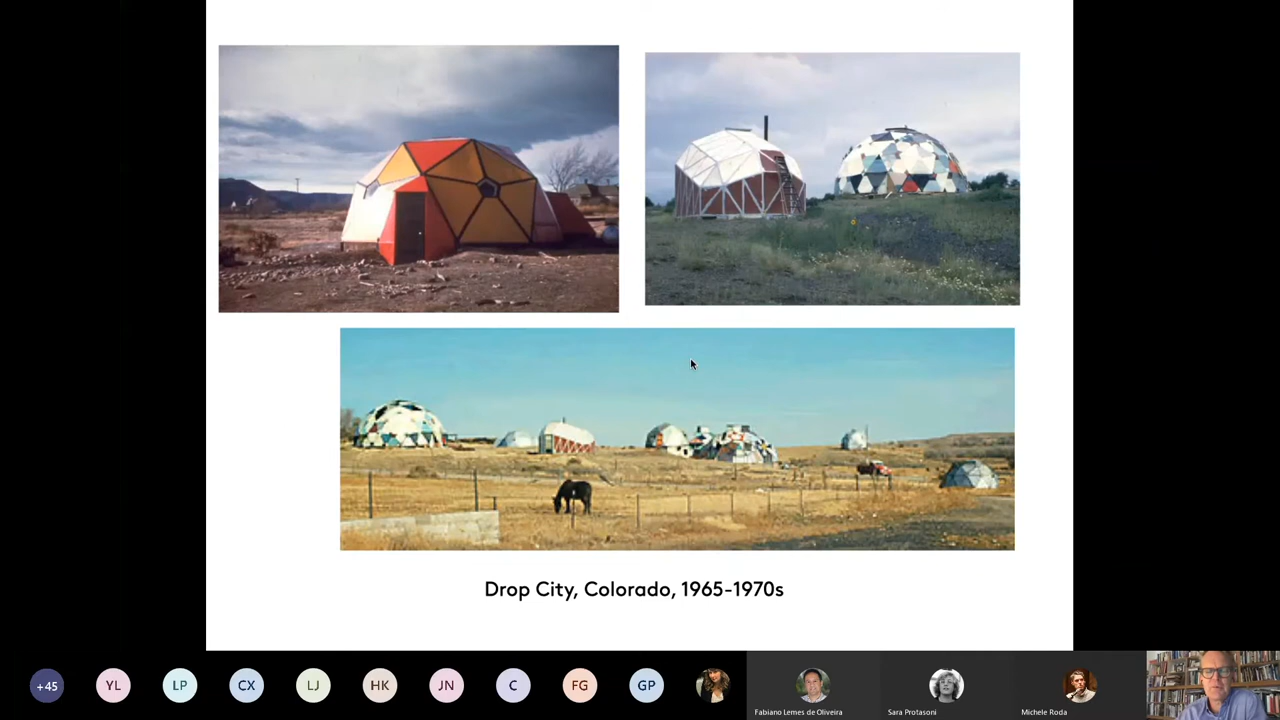 Drop City, Colorado, 1965-1970s
+45
YL
LP
CX
LJ
HK
JN
C
FG
GP
Fabiano Lemes de Oliveira
Sara Protasoni
Michele Roda